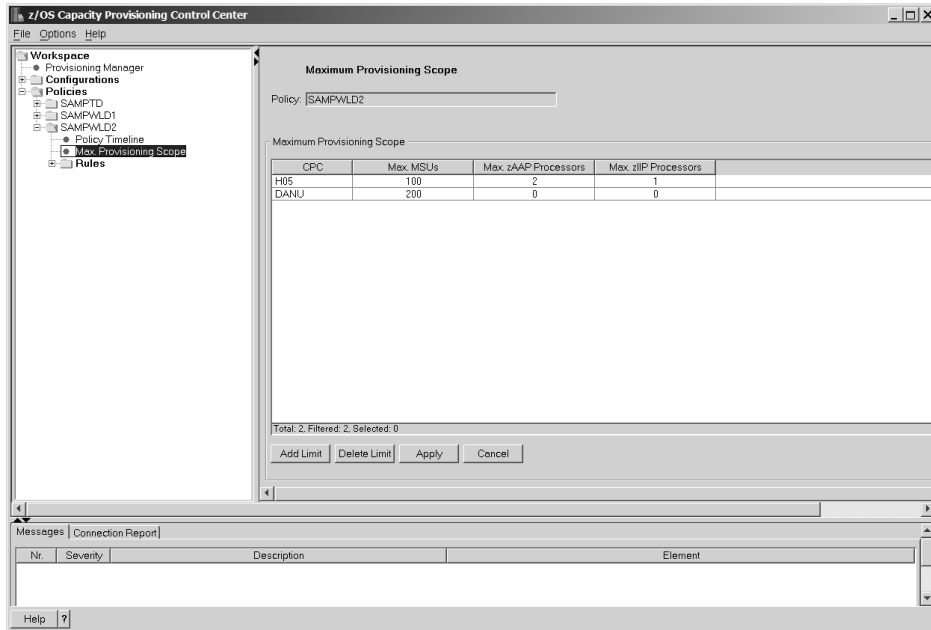 z/OS Capacity Provisioning Control Center
File Options Help
Workspace
Provisioning Manager
Configurations
Policies
SAMPTD
SAMPWLD1
SAMPWLD2
Policy Timeline
Max. Provisioning Scope
Rules
Maximum Provisioning Scope
Policy: SAMPWLD2
Maximum Provisioning Scope
CPC Max. MSUs Max. zAAP Processors Max. zIIP Processors
H05 100 2 1
DANU 200 0 0
Total: 2, Filtered: 2, Selected: 0
Add Limit Delete Limit Apply Cancel
Messages Connection Report
Nr. Severity Description Element
Help ?